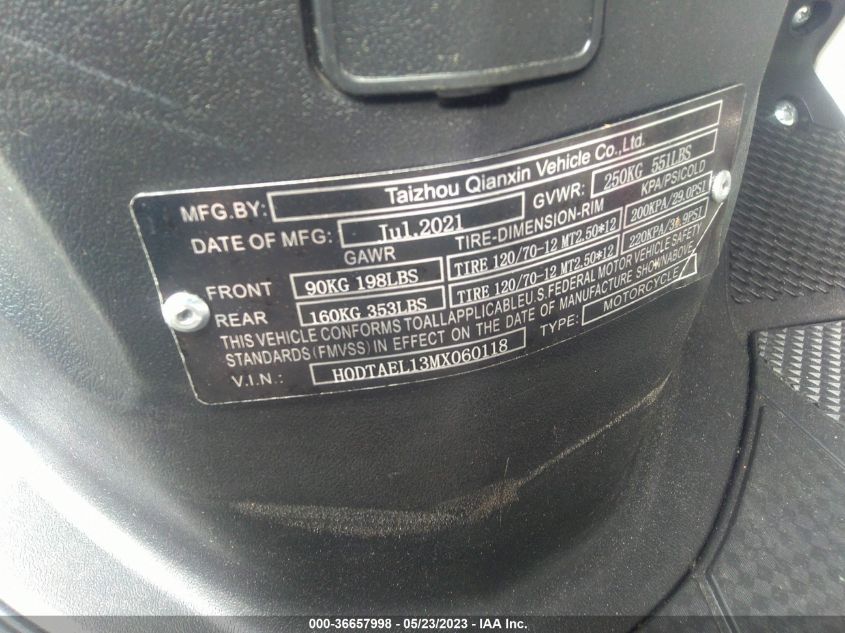 MFG.BY: Taizhou Qianxin Vehicle Co.,Ltd.
DATE OF MFG: Jul.2021 GVWR: 250KG 551LBS
GAWR TIRE-DIMENSION-RIM KPA/PSICOLD
FRONT 90KG 198LBS TIRE 120/70-12 MT2.50*12 200KPA/29.0PSI
REAR 160KG 353LBS TIRE 120/70-12 MT2.50*12 220KPA/31.9PSI
THIS VEHICLE CONFORMS TOALLAPPLICABLEU.S.FEDERAL MOTOR VEHICLE SAFETY
STANDARDS(FMVSS)IN EFFECT ON THE DATE OF MANUFACTURE SHOWNABOVE.
V.I.N.: H0DTAEL13MX060118 TYPE: MOTORCYCLE
000-36657998 - 05/23/2023 - IAA Inc.